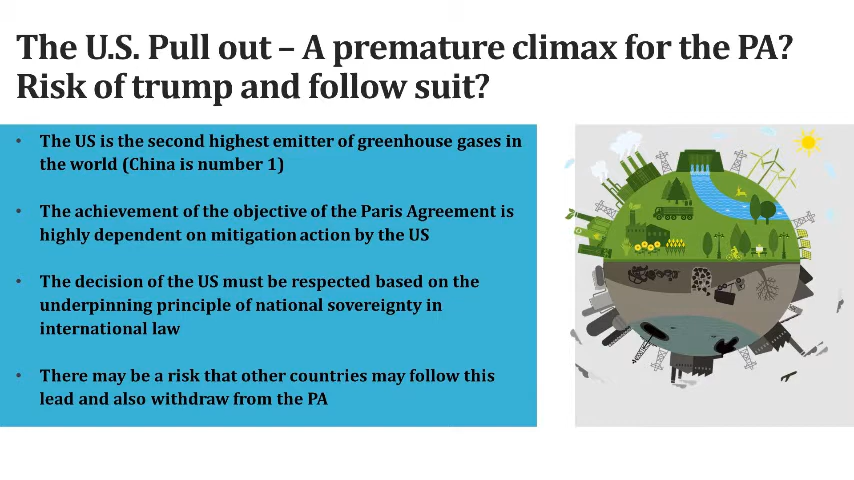 The U.S. Pull out – A premature climax for the PA?
Risk of trump and follow suit?
• The US is the second highest emitter of greenhouse gases in
the world (China is number 1)
• The achievement of the objective of the Paris Agreement is
highly dependent on mitigation action by the US
• The decision of the US must be respected based on the
underpinning principle of national sovereignty in
international law
• There may be a risk that other countries may follow this
lead and also withdraw from the PA